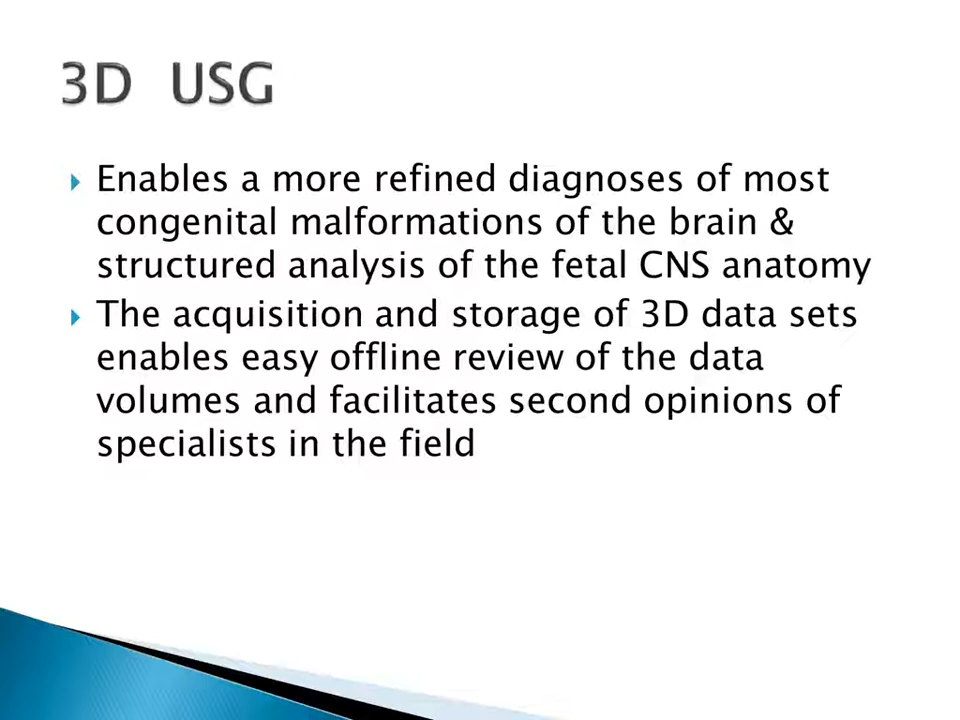 3D USG
Enables a more refined diagnoses of most
congenital malformations of the brain &
structured analysis of the fetal CNS anatomy
The acquisition and storage of 3D data sets
enables easy offline review of the data
volumes and facilitates second opinions of
specialists in the field